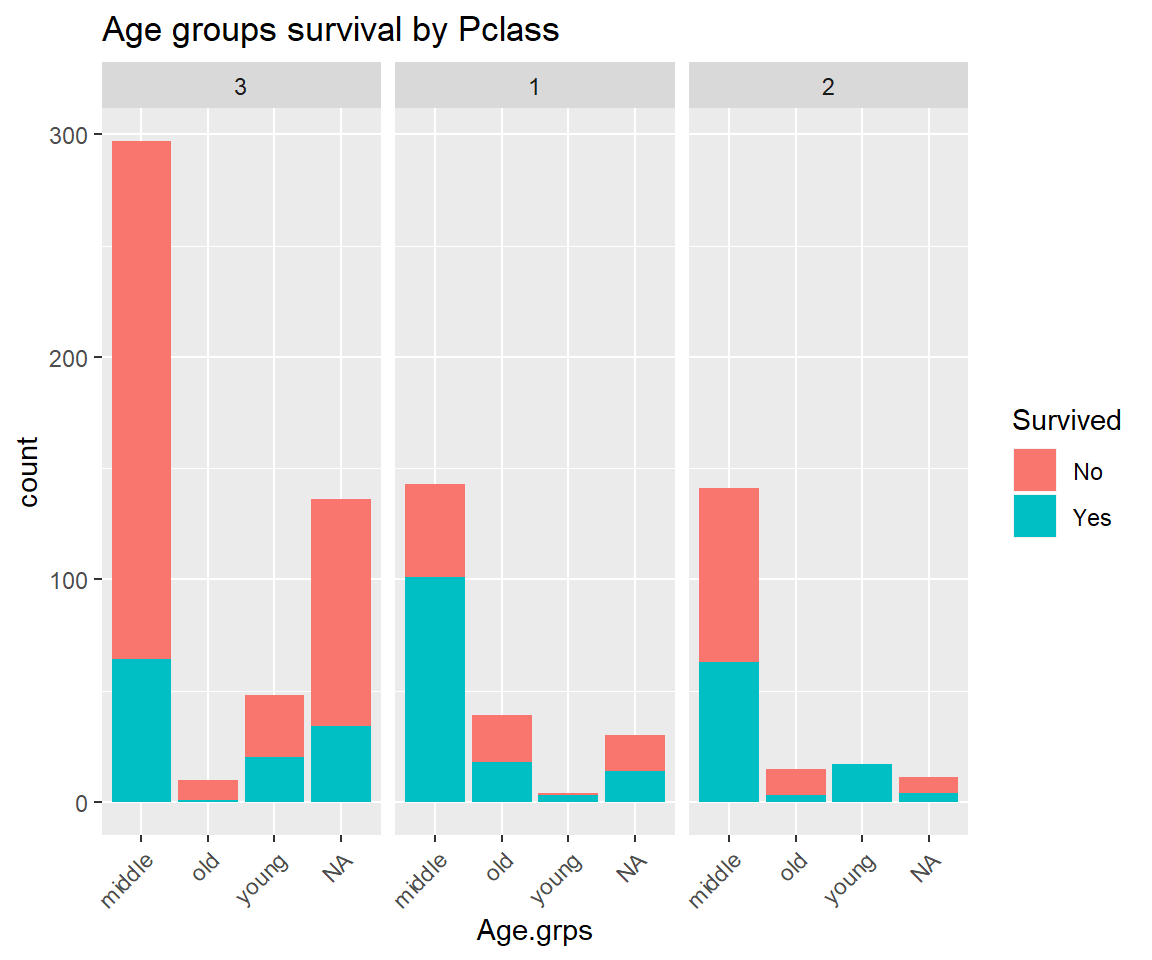 Age groups survival by Pclass
3 1 2
300
200
100
0
count
middle old young NA middle old young NA middle old young NA
Age.grps
Survived
No
Yes